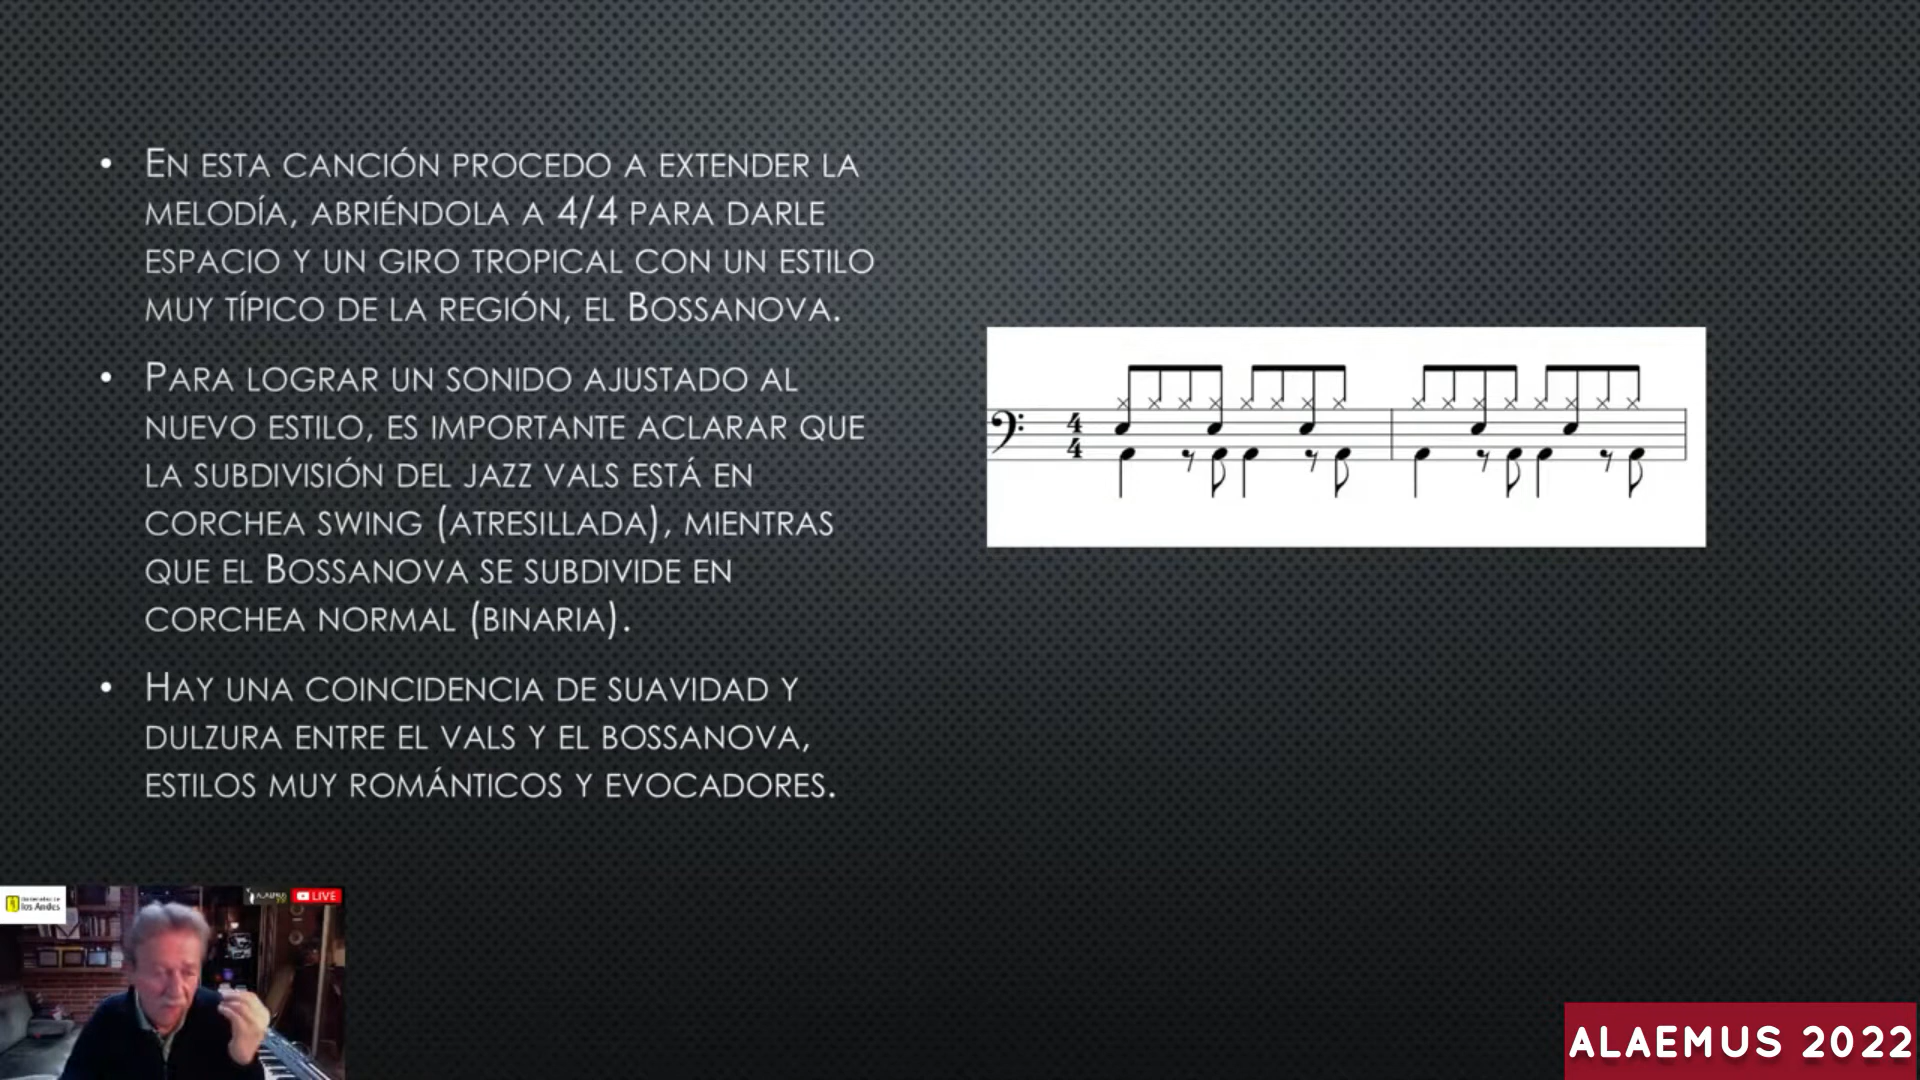 • En esta canción procedo a extender la
melodía, abriéndola a 4/4 para darle
espacio y un giro tropical con un estilo
muy típico de la región, el Bossanova.
• Para lograr un sonido ajustado al
nuevo estilo, es importante aclarar que
la subdivisión del jazz vals está en
corchea swing (atresillada), mientras
que el Bossanova se subdivide en
corchea normal (binaria).
• Hay una coincidencia de suavidad y
dulzura entre el vals y el bossanova,
estilos muy románticos y evocadores.
4
4
los Andes
LIVE
ALAEMUS 2022